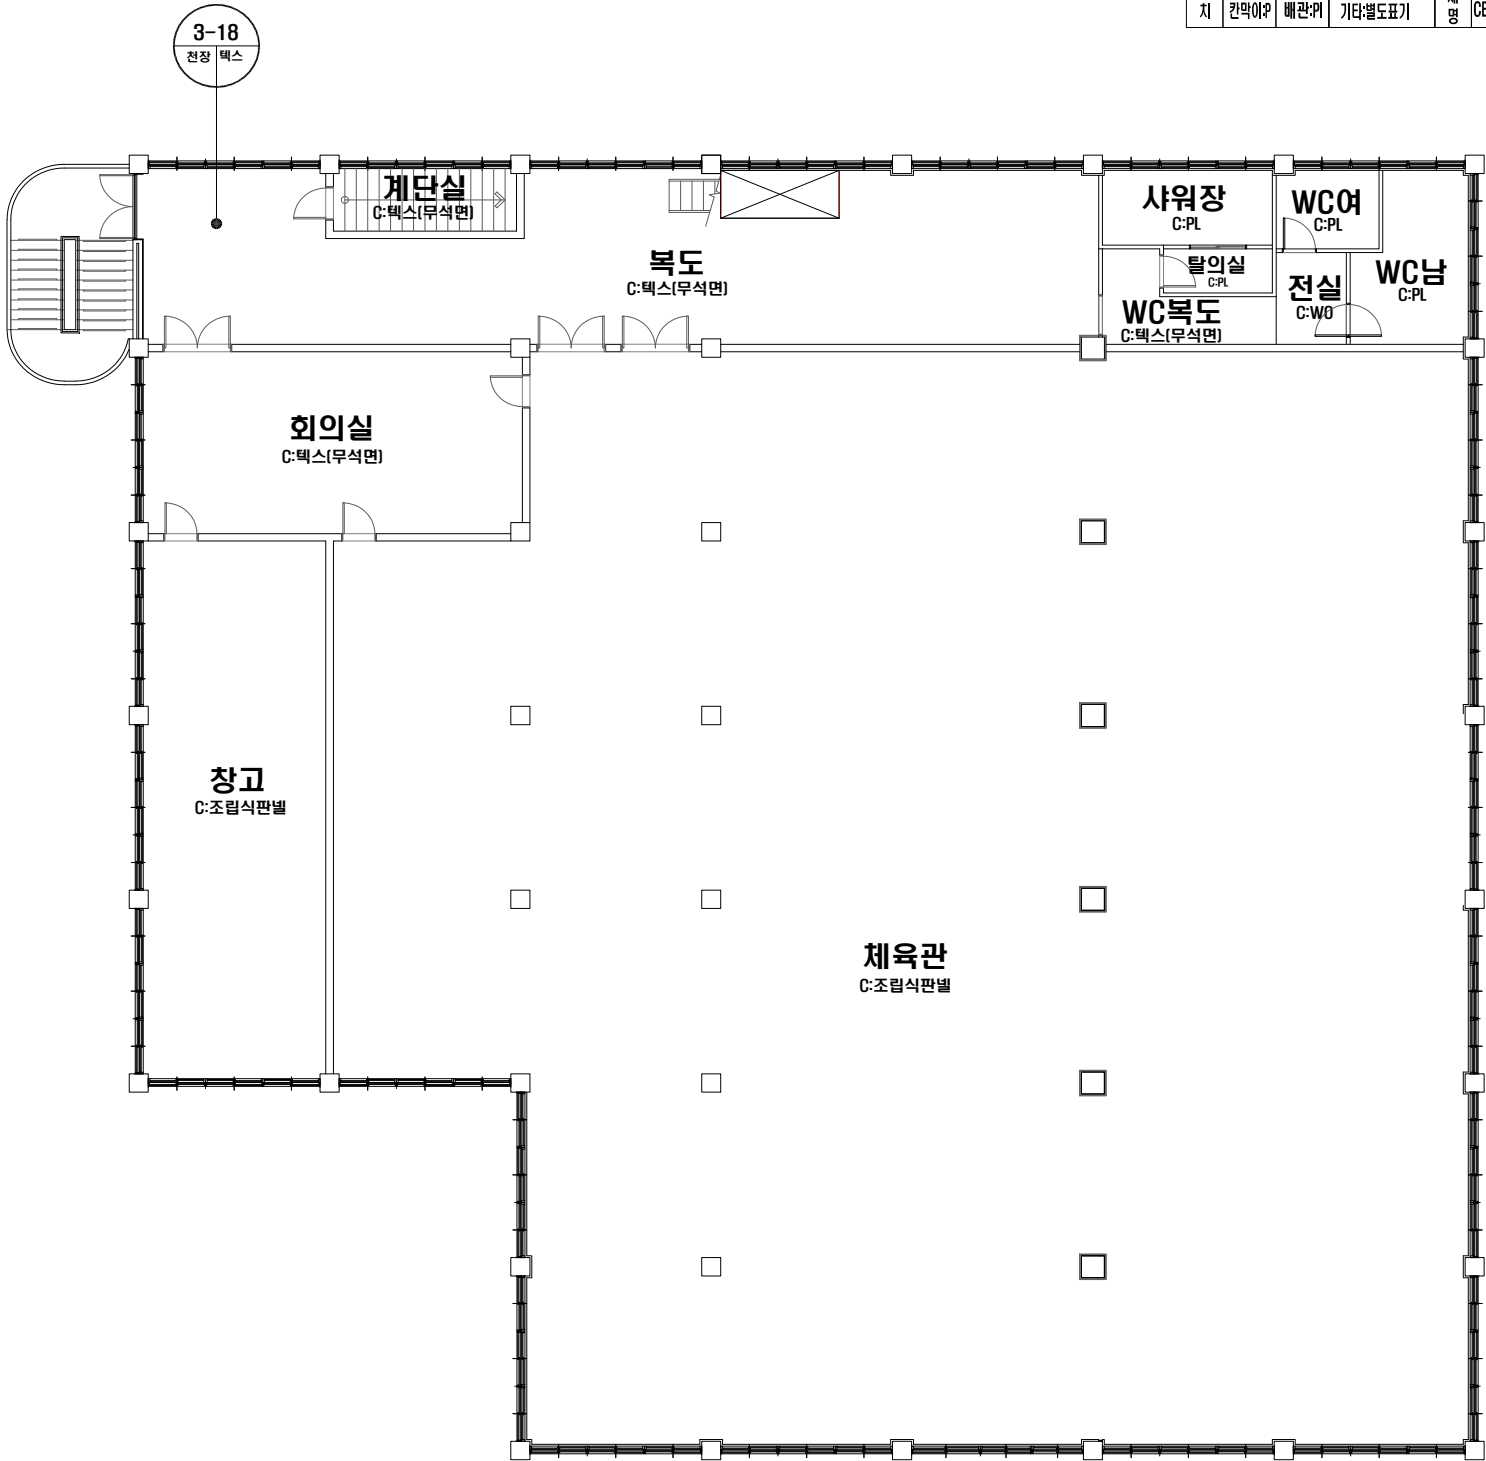 3-18
천장 텍스
치 칸막이:P 배관:PI 기타:별도표기
계단실
C:텍스(무석면)
샤워장
C:PL
WC여
C:PL
복도
C:텍스(무석면)
탈의실
C:PL
WC남
C:PL
전실
C:WO
WC복도
C:텍스(무석면)
회의실
C:텍스(무석면)
창고
C:조립식판넬
체육관
C:조립식판넬